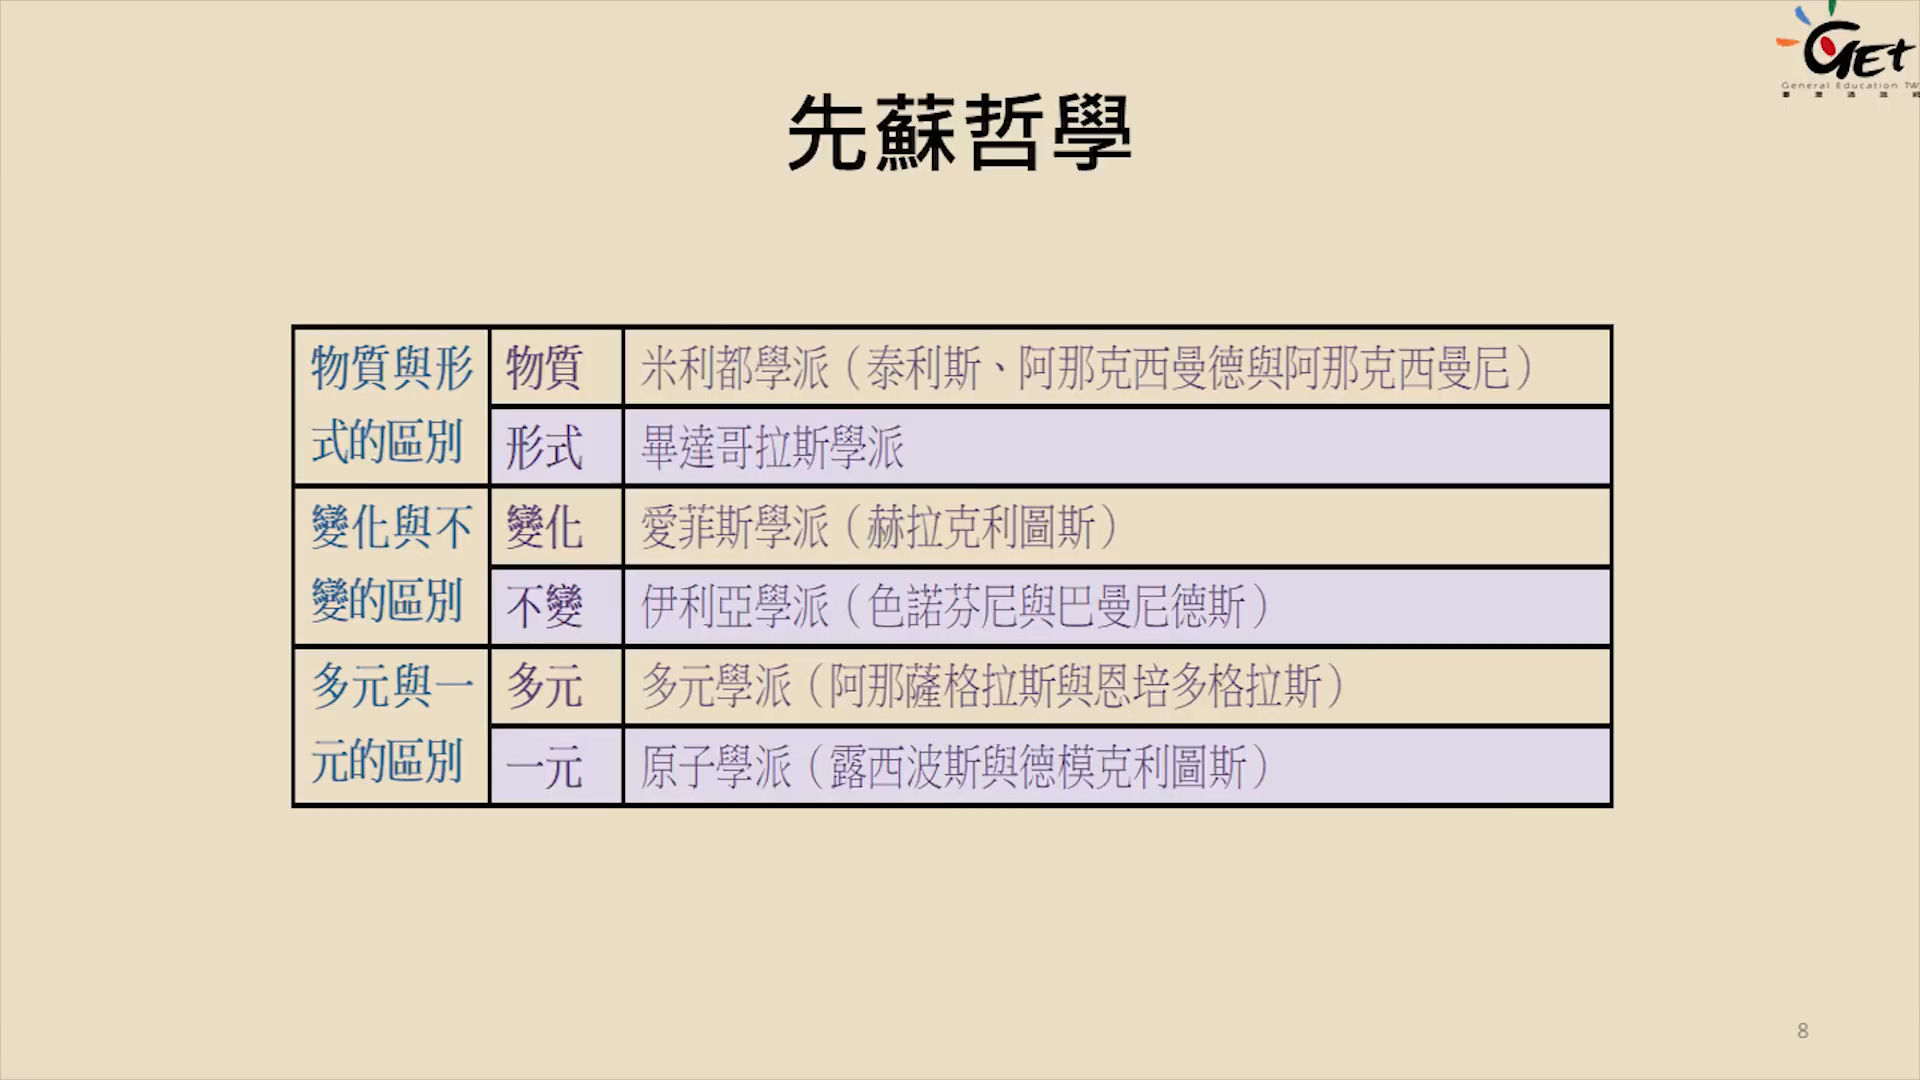 GEt
General Education TW
臺灣通識網
先蘇哲學
物質與形
式的區別
物質
米利都學派（泰利斯、阿那克西曼德與阿那克西曼尼）
形式
畢達哥拉斯學派
變化與不
變的區別
變化
愛菲斯學派（赫拉克利圖斯）
不變
伊利亞學派（色諾芬尼與巴曼尼德斯）
多元與一
元的區別
多元
多元學派（阿那薩格拉斯與恩培多格拉斯）
一元
原子學派（露西波斯與德模克利圖斯）
8